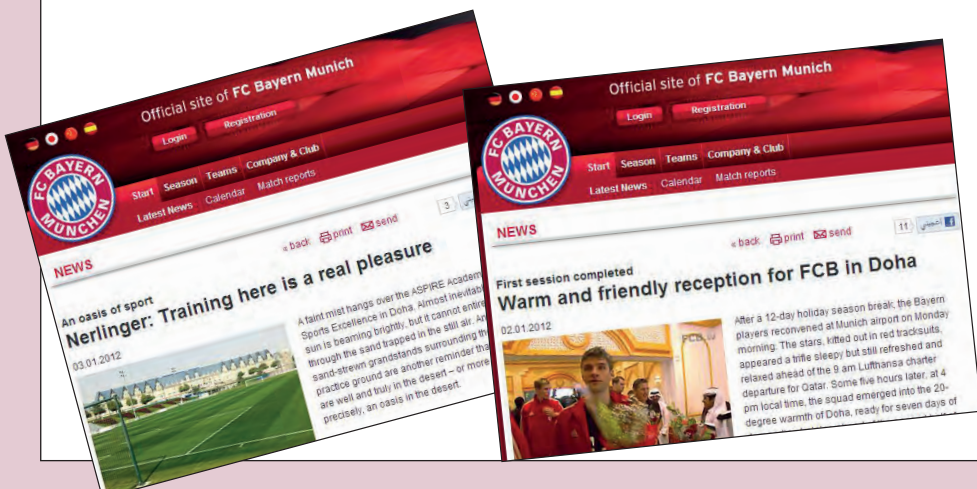 Official site of FC Bayern Munich
Login Registration
FC BAYERN MÜNCHEN
Start Season Teams Company & Club
Latest News Calendar Match reports
NEWS
« back print send
3
An oasis of sport
Nerlinger: Training here is a real pleasure
03.01.2012
A faint mist hangs over the ASPIRE Academ
Sports Excellence in Doha. Almost inevitab
sun is beaming brightly, but it cannot entire
through the sand trapped in the still air. An
sand-strewn grandstands surrounding th
practice ground are another reminder tha
are well and truly in the desert – or more
precisely, an oasis in the desert.
Official site of FC Bayern Munich
Login Registration
FC BAYERN MÜNCHEN
Start Season Teams Company & Club
Latest News Calendar Match reports
NEWS
« back print send
11 أعجبني
First session completed
Warm and friendly reception for FCB in Doha
02.01.2012
FCB.tv
After a 12-day holiday season break, the Bayern
players reconvened at Munich airport on Monday
morning. The stars, kitted out in red tracksuits,
appeared a trifle sleepy but still refreshed and
relaxed ahead of the 9 am Lufthansa charter
departure for Qatar. Some five hours later, at 4
pm local time, the squad emerged into the 20-
degree warmth of Doha, ready for seven days of